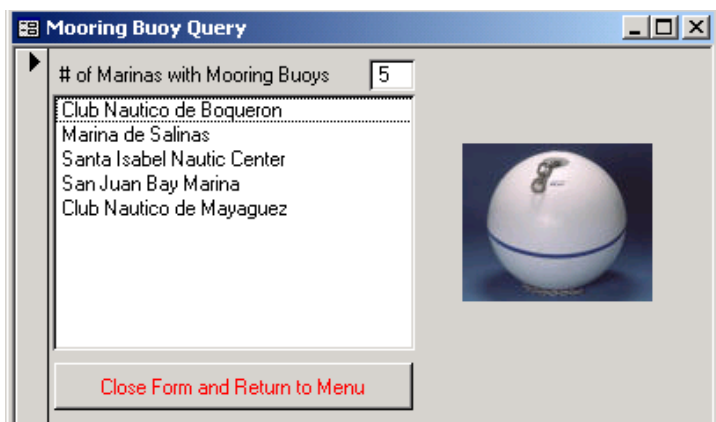 Mooring Buoy Query
# of Marinas with Mooring Buoys 5
Club Nautico de Boqueron
Marina de Salinas
Santa Isabel Nautic Center
San Juan Bay Marina
Club Nautico de Mayaguez
Close Form and Return to Menu